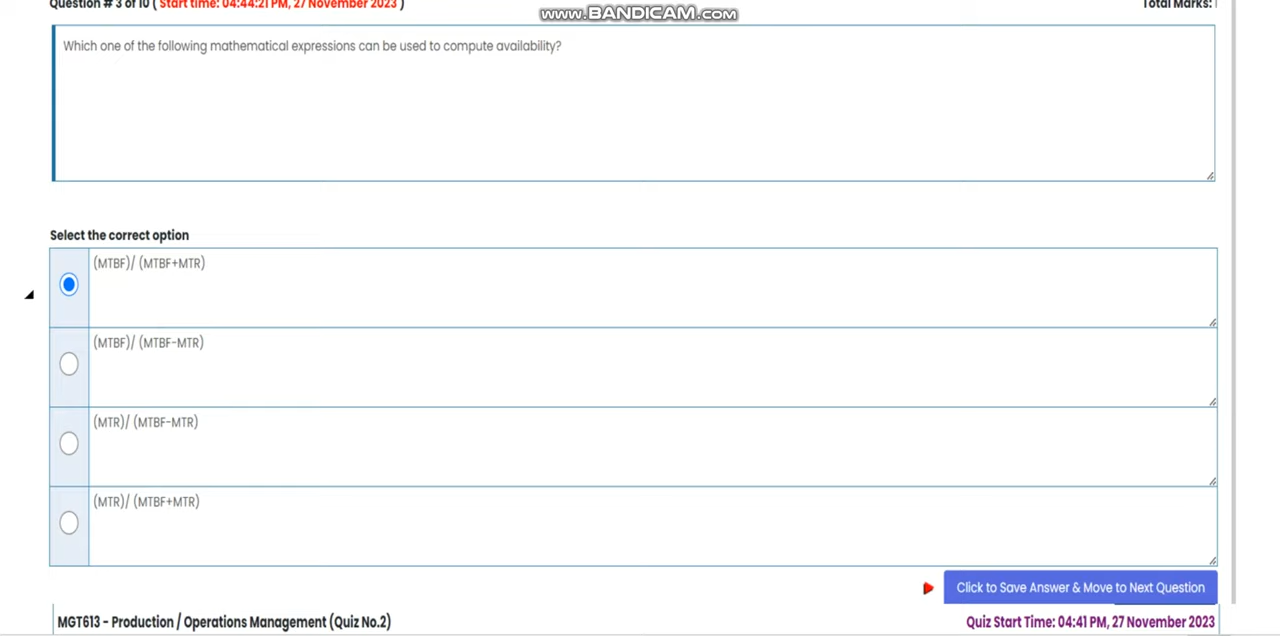 Question # 3 of 10 ( Start time: 04:44:21 PM, 27 November 2023 )
Total Marks:
www.BANDICAM.com
Which one of the following mathematical expressions can be used to compute availability?
Select the correct option
(MTBF)/ (MTBF+MTR)
(MTBF)/ (MTBF-MTR)
(MTR)/ (MTBF-MTR)
(MTR)/ (MTBF+MTR)
Click to Save Answer & Move to Next Question
MGT613 - Production / Operations Management (Quiz No.2)
Quiz Start Time: 04:41 PM, 27 November 2023